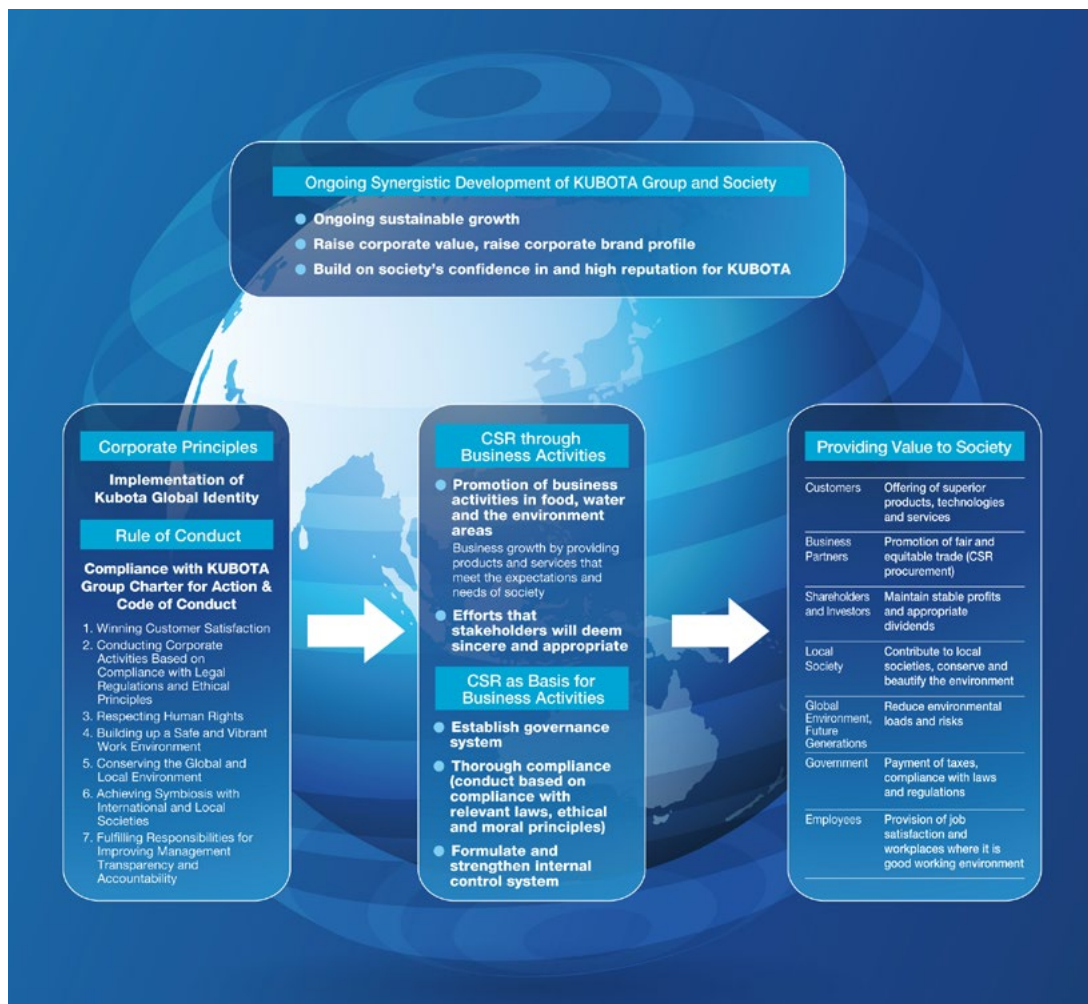 Ongoing Synergistic Development of KUBOTA Group and Society
Ongoing sustainable growth
Raise corporate value, raise corporate brand profile
Build on society's confidence in and high reputation for KUBOTA
Corporate Principles
Implementation of
Kubota Global Identity
Rule of Conduct
Compliance with KUBOTA
Group Charter for Action &
Code of Conduct
1. Winning Customer Satisfaction
2. Conducting Corporate
Activities Based on
Compliance with Legal
Regulations and Ethical
Principles
3. Respecting Human Rights
4. Building up a Safe and Vibrant
Work Environment
5. Conserving the Global and
Local Environment
6. Achieving Symbiosis with
International and Local
Societies
7. Fulfilling Responsibilities for
Improving Management
Transparency and
Accountability
CSR through
Business Activities
Promotion of business
activities in food, water
and the environment
areas
Business growth by providing
products and services that
meet the expectations and
needs of society
Efforts that
stakeholders will deem
sincere and appropriate
CSR as Basis for
Business Activities
Establish governance
system
Thorough compliance
(conduct based on
compliance with
relevant laws, ethical
and moral principles)
Formulate and
strengthen internal
control system
Providing Value to Society
Customers Offering of superior
products, technologies
and services
Business Promotion of fair and
Partners equitable trade (CSR
procurement)
Shareholders Maintain stable profits
and Investors and appropriate
dividends
Local Contribute to local
Society societies, conserve and
beautify the environment
Global Reduce environmental
Environment, loads and risks
Future
Generations
Government Payment of taxes,
compliance with laws
and regulations
Employees Provision of job
satisfaction and
workplaces where it is
good working environment